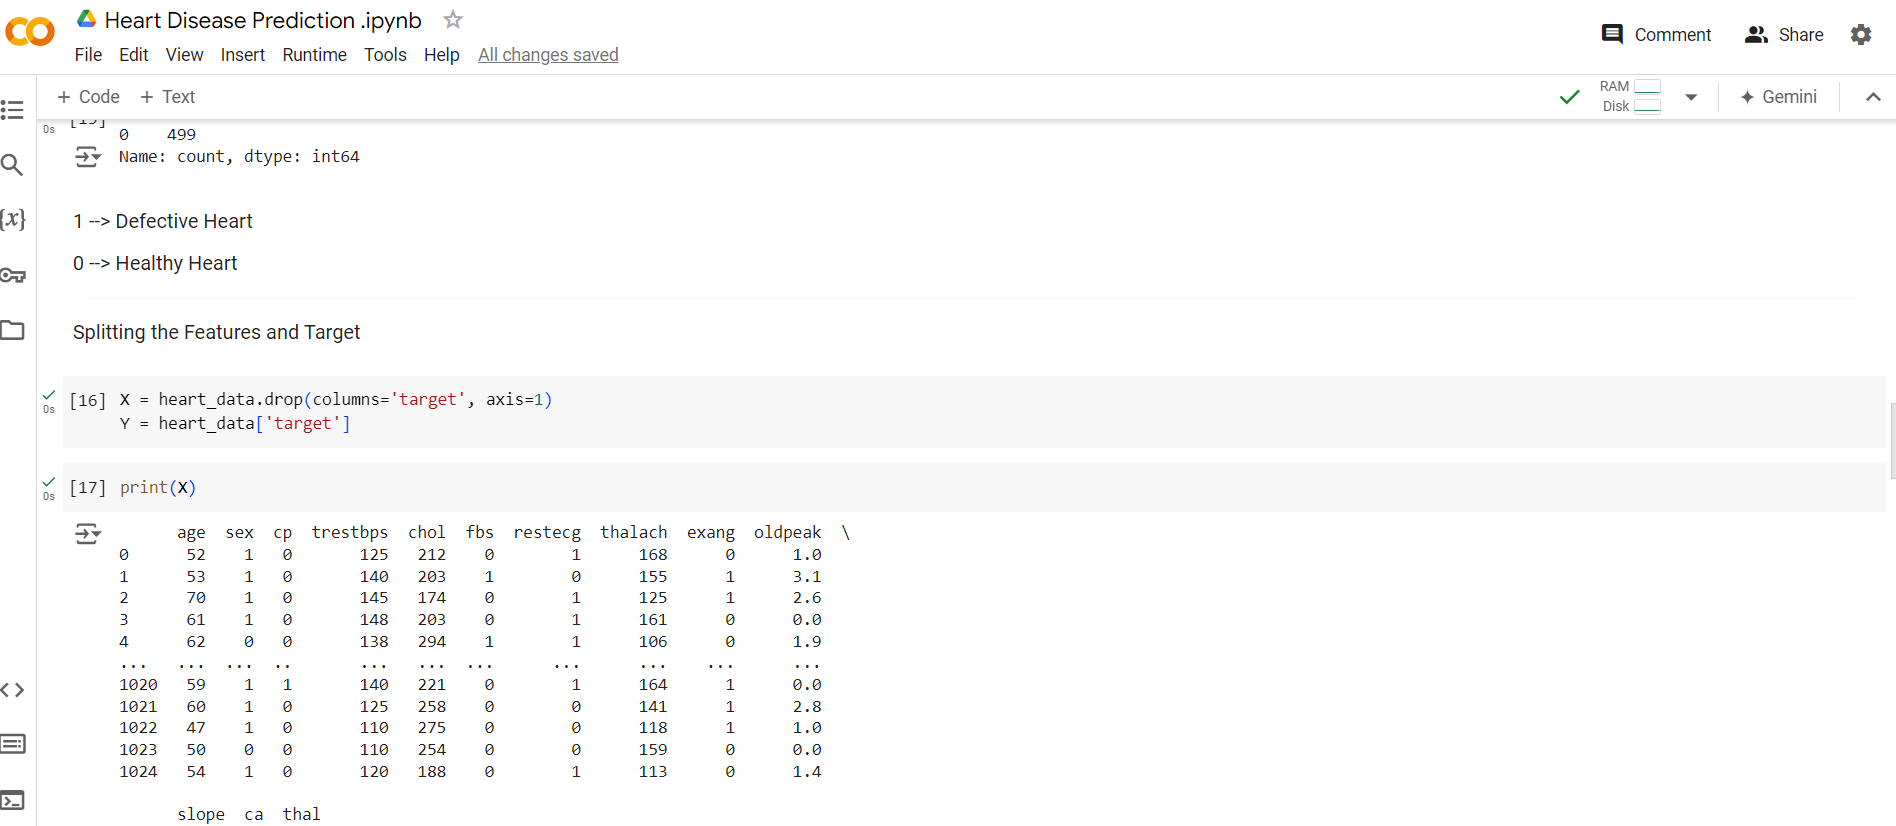 Heart Disease Prediction .ipynb
File Edit View Insert Runtime Tools Help All changes saved
Comment Share
+ Code + Text
RAM
Disk
Gemini
0s
0 499
Name: count, dtype: int64
{x}
1 --> Defective Heart
0 --> Healthy Heart
Splitting the Features and Target
[16] X = heart_data.drop(columns='target', axis=1)
0s
Y = heart_data['target']
[17] print(X)
0s
age sex cp trestbps chol fbs restecg thalach exang oldpeak \
0 52 1 0 125 212 0 1 168 0 1.0
1 53 1 0 140 203 1 0 155 1 3.1
2 70 1 0 145 174 0 1 125 1 2.6
3 61 1 0 148 203 0 1 161 0 0.0
4 62 0 0 138 294 1 1 106 0 1.9
... ... ... .. ... ... ... ... ... ... ...
1020 59 1 1 140 221 0 1 164 1 0.0
1021 60 1 0 125 258 0 0 141 1 2.8
1022 47 1 0 110 275 0 0 118 1 1.0
1023 50 0 0 110 254 0 0 159 0 0.0
1024 54 1 0 120 188 0 1 113 0 1.4
slope ca thal